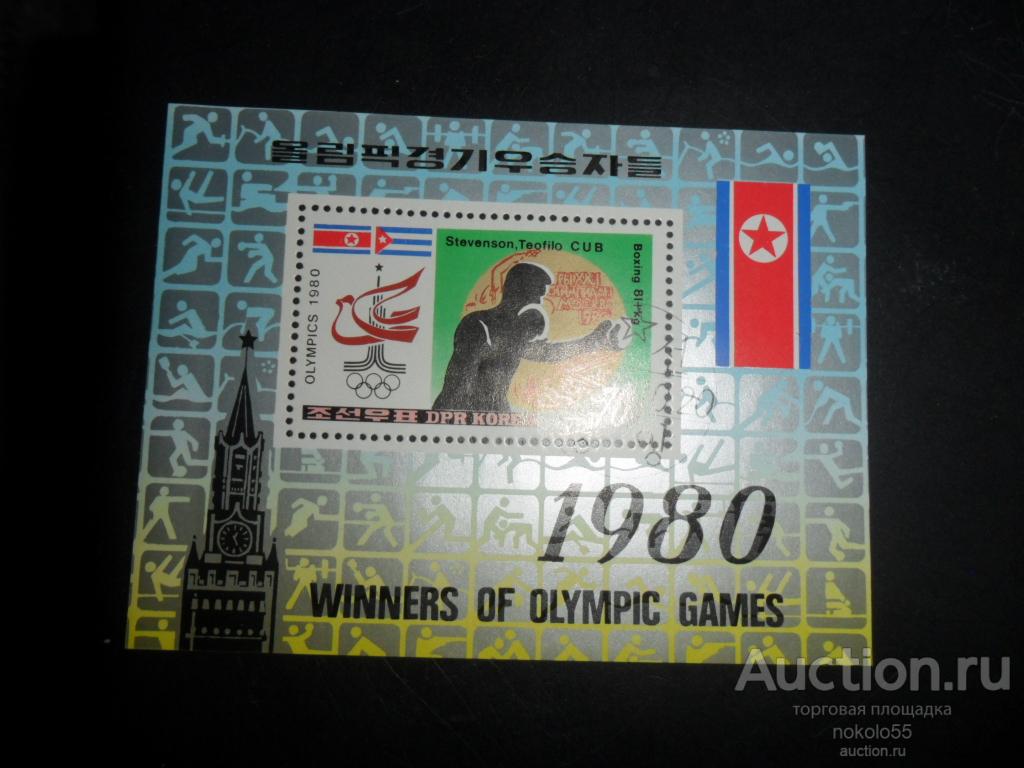 올림픽경기우승자들
Stevenson,Teofilo CUB
Boxing 81+Kg
OLYMPICS 1980
조선우표 DPR KOREA
1980
WINNERS OF OLYMPIC GAMES
Auction.ru
торговая площадка
nokolo55
auction.ru